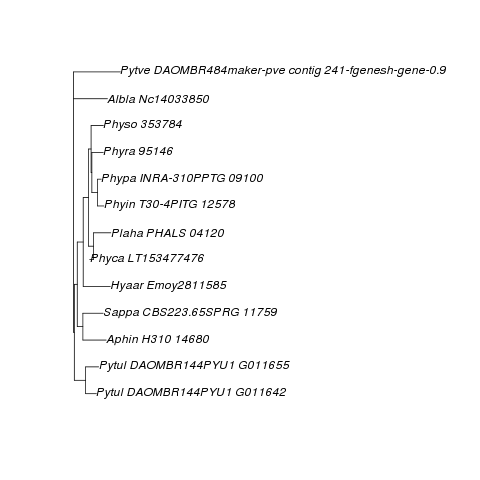 Pytve DAOMBR484maker-pve contig 241-fgenesh-gene-0.9
Albla Nc14033850
Physo 353784
Phyra 95146
Phypa INRA-310PPTG 09100
Phyin T30-4PITG 12578
Plaha PHALS 04120
Phyca LT153477476
Hyaar Emoy2811585
Sappa CBS223.65SPRG 11759
Aphin H310 14680
Pytul DAOMBR144PYU1 G011655
Pytul DAOMBR144PYU1 G011642